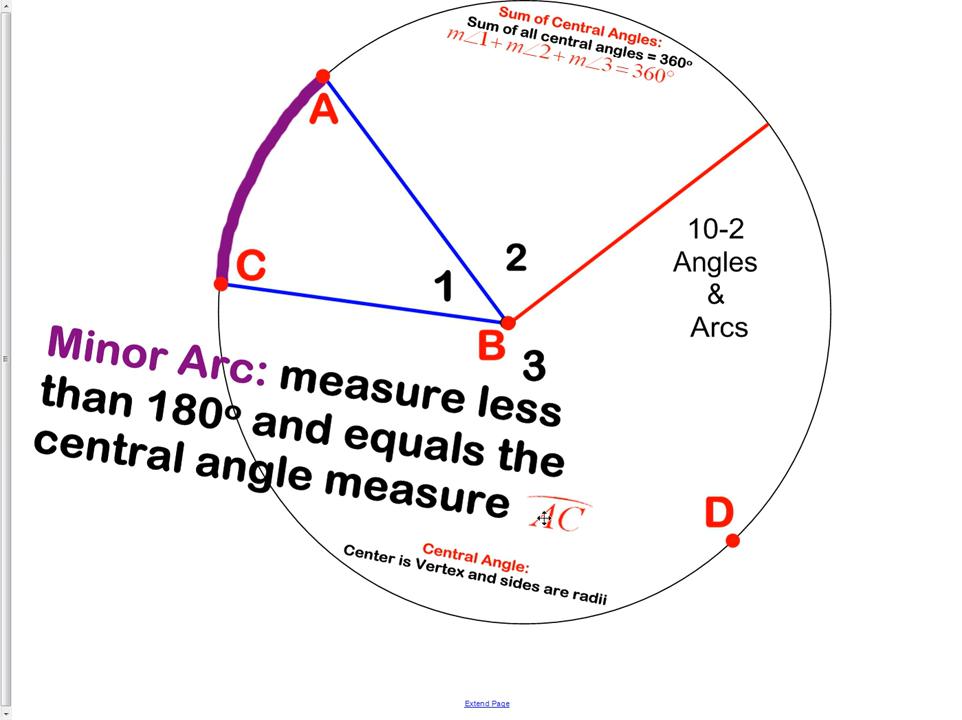 Sum of Central Angles:
Sum of all central angles = 360°
m∠1+m∠2+m∠3=360°
A
C
1
2
B
3
10-2
Angles
&
Arcs
Minor Arc: measure less
than 180° and equals the
central angle measure AC
D
Central Angle:
Center is Vertex and sides are radii
Extend Page